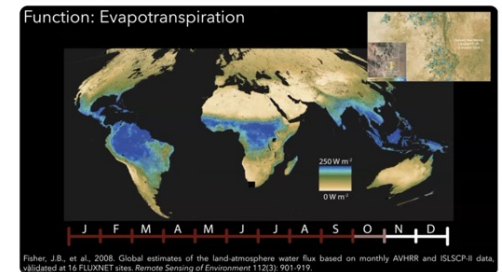 Function: Evapotranspiration
250 W m⁻²
0 W m⁻²
J F M A M J J A S O N D
Fisher, J.B., et al., 2008. Global estimates of the land-atmosphere water flux based on monthly AVHRR and ISLSCP-II data,
validated at 16 FLUXNET sites. Remote Sensing of Environment 112(3): 901-919.